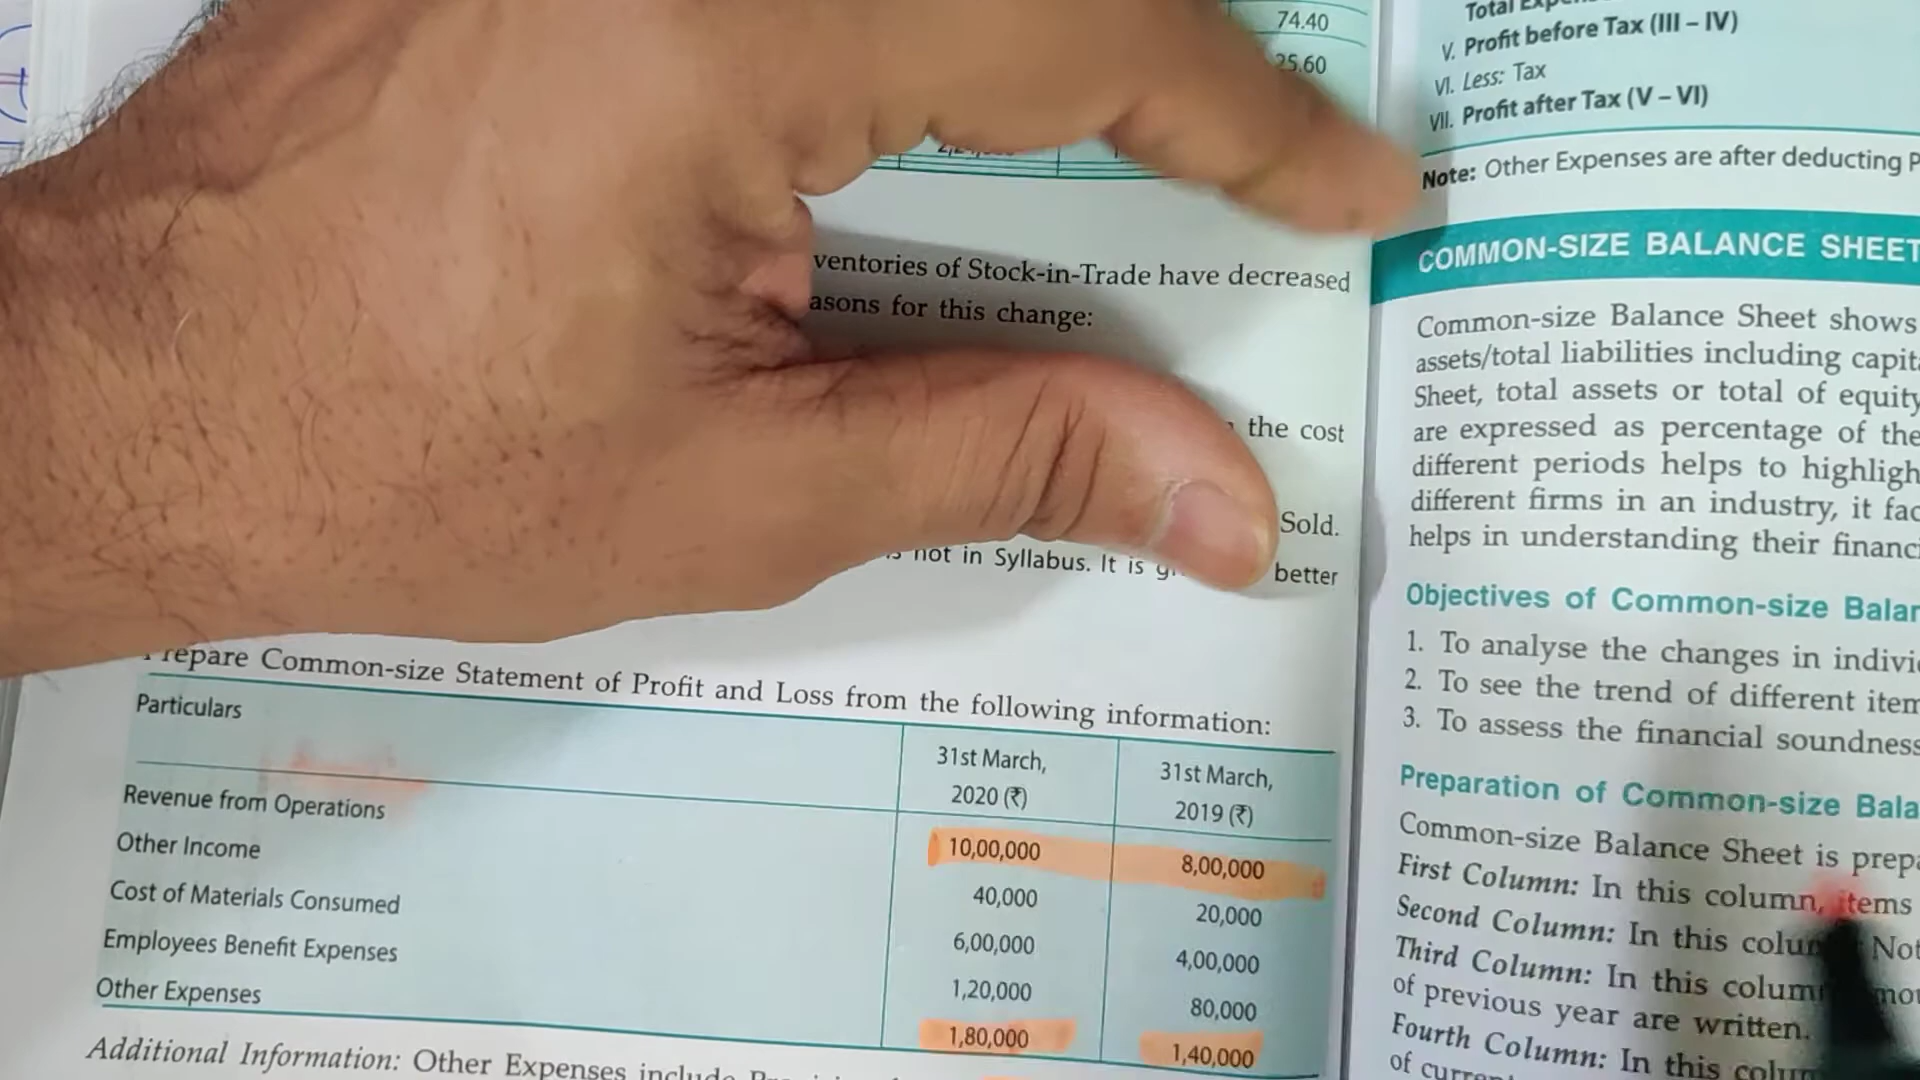 74.40
25.60
ventories of Stock-in-Trade have decreased
asons for this change:
the cost
Sold.
not in Syllabus. It is better
Prepare Common-size Statement of Profit and Loss from the following information:
Particulars 31st March, 2020 (₹) 31st March, 2019 (₹)
Revenue from Operations 10,00,000 8,00,000
Other Income 40,000 20,000
Cost of Materials Consumed 6,00,000 4,00,000
Employees Benefit Expenses 1,20,000 80,000
Other Expenses 1,80,000 1,40,000
Additional Information: Other Expenses include
Total
V. Profit before Tax (III – IV)
VI. Less: Tax
VII. Profit after Tax (V – VI)
Note: Other Expenses are after deducting P
COMMON-SIZE BALANCE SHEET
Common-size Balance Sheet shows
assets/total liabilities including capit
Sheet, total assets or total of equity
are expressed as percentage of the
different periods helps to highligh
different firms in an industry, it fac
helps in understanding their financi
Objectives of Common-size Balan
1. To analyse the changes in indivi
2. To see the trend of different item
3. To assess the financial soundness
Preparation of Common-size Bala
Common-size Balance Sheet is prepa
First Column: In this column, items
Second Column: In this colum Not
Third Column: In this colum
of previous year are written.
Fourth Column: In this colum